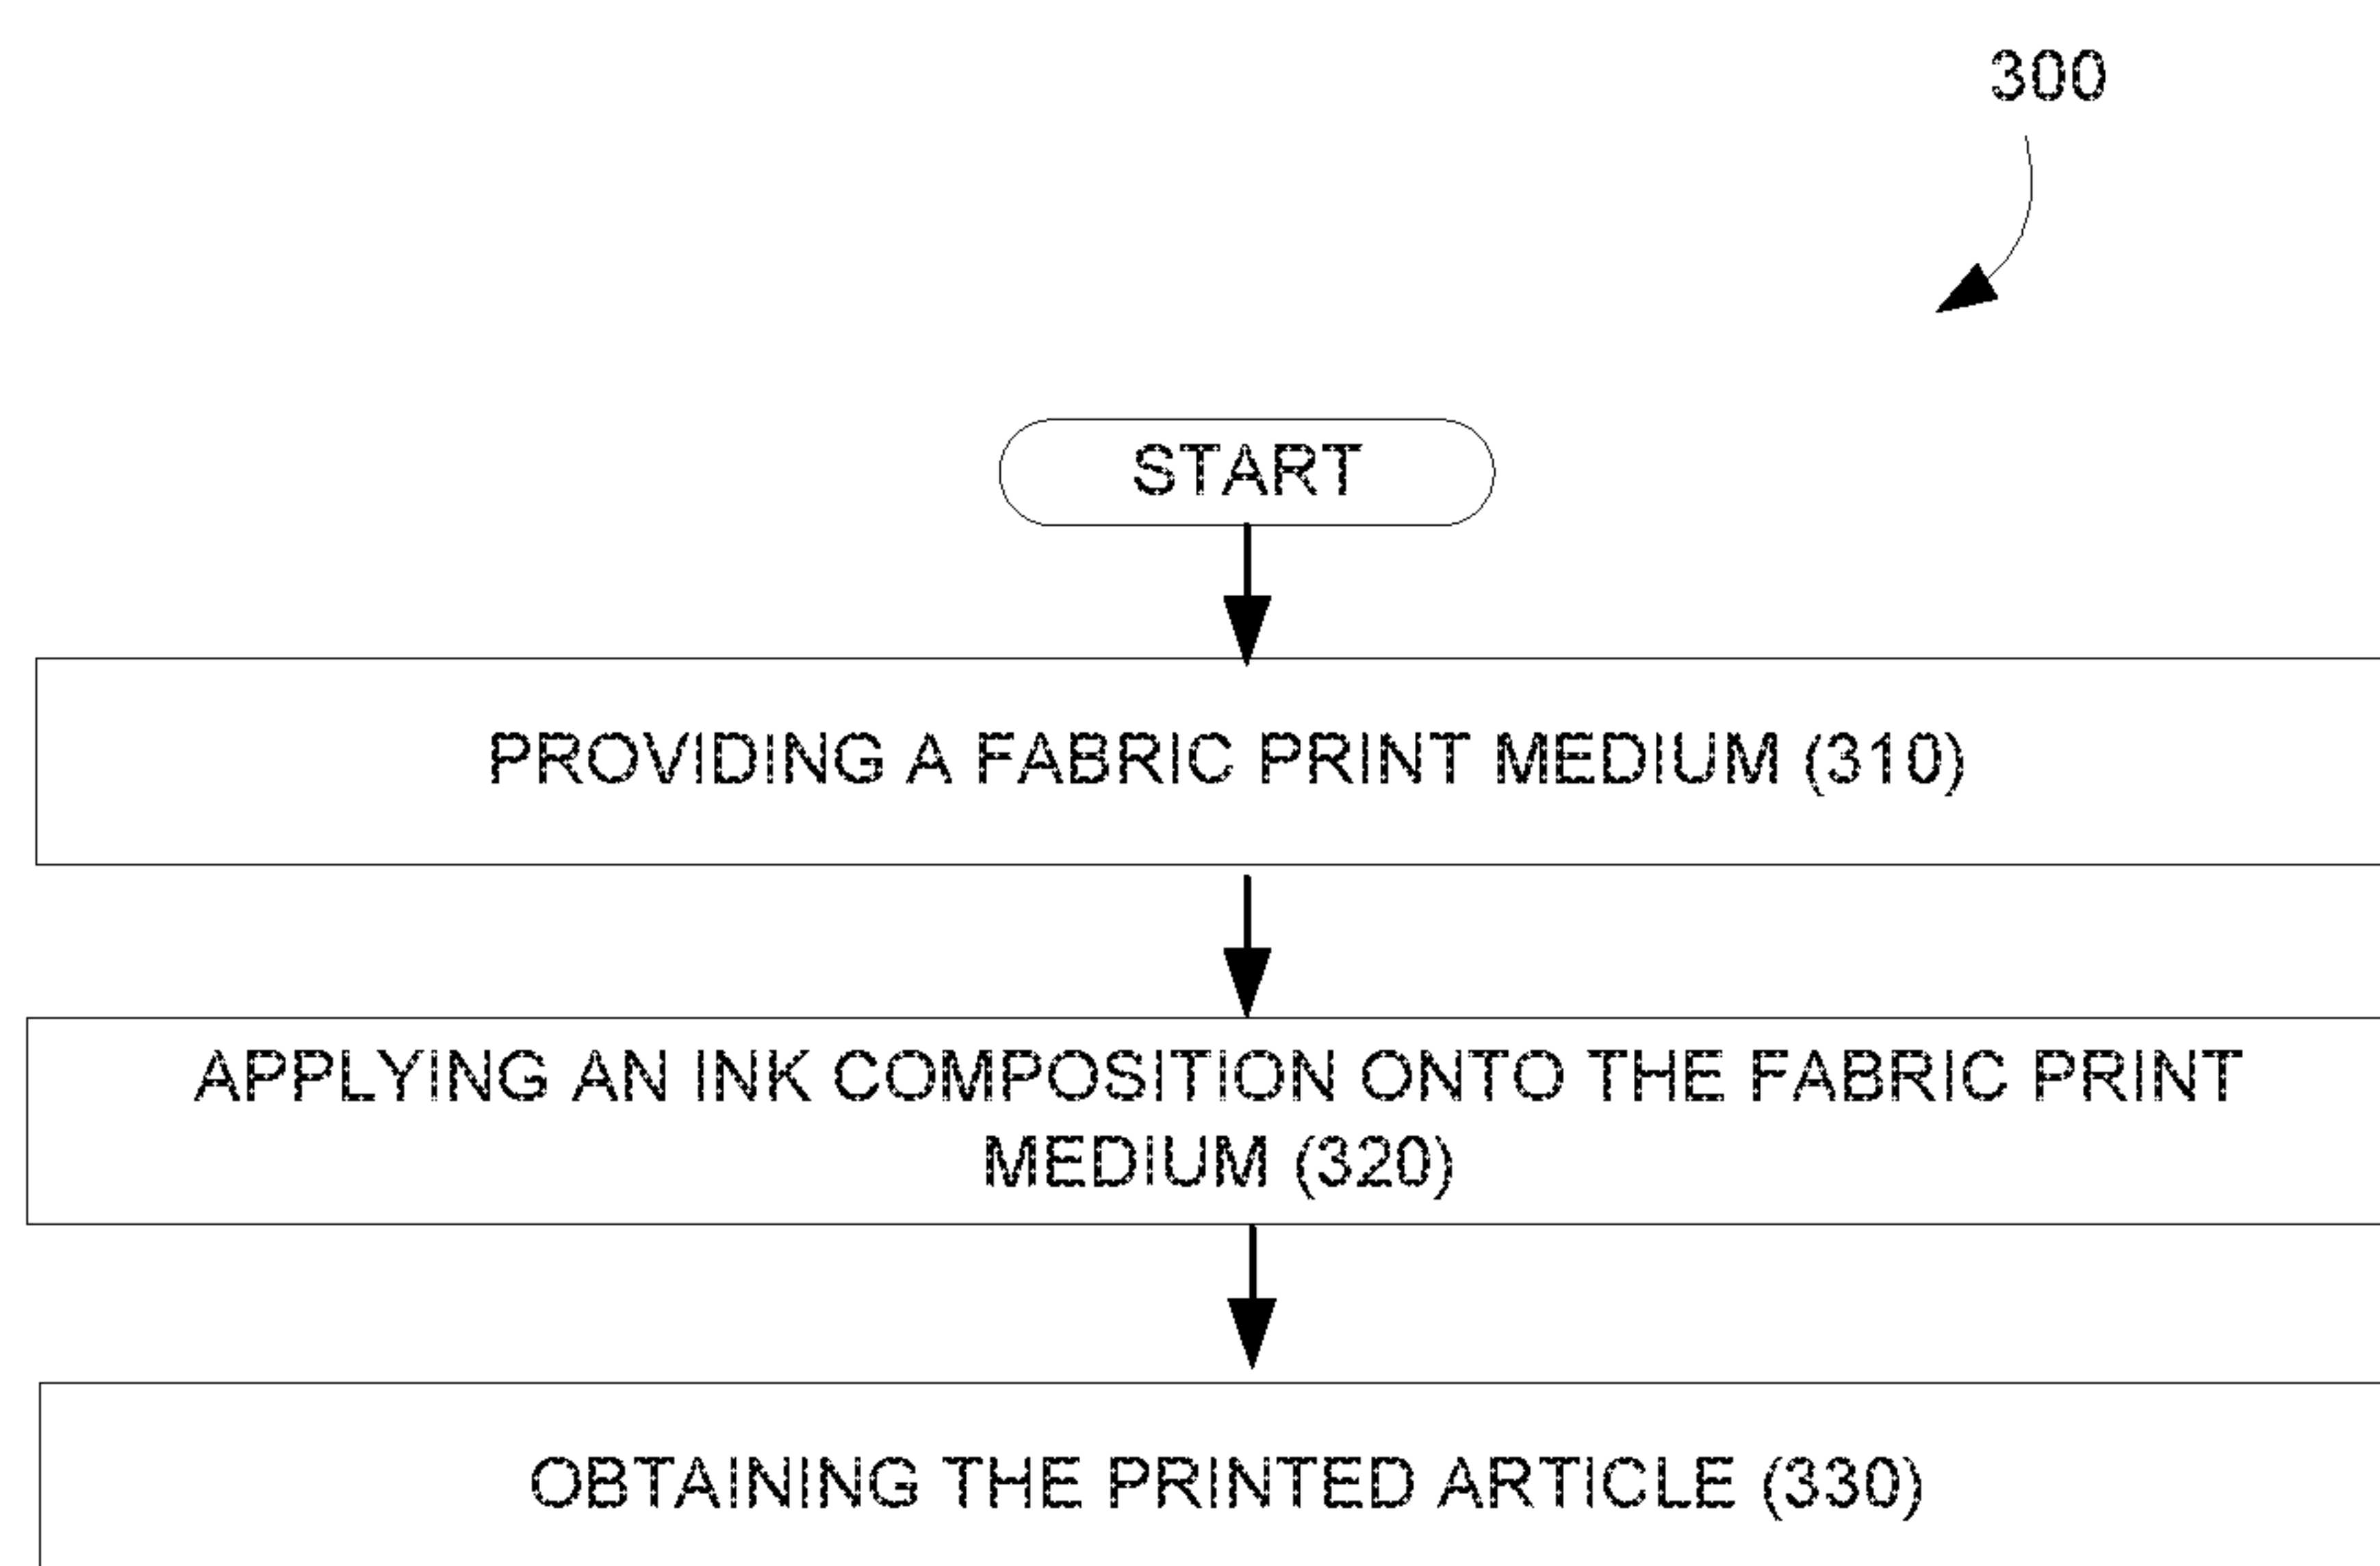 300
START
PROVIDING A FABRIC PRINT MEDIUM (310)
APPLYING AN INK COMPOSITION ONTO THE FABRIC PRINT
MEDIUM (320)
OBTAINING THE PRINTED ARTICLE (330)